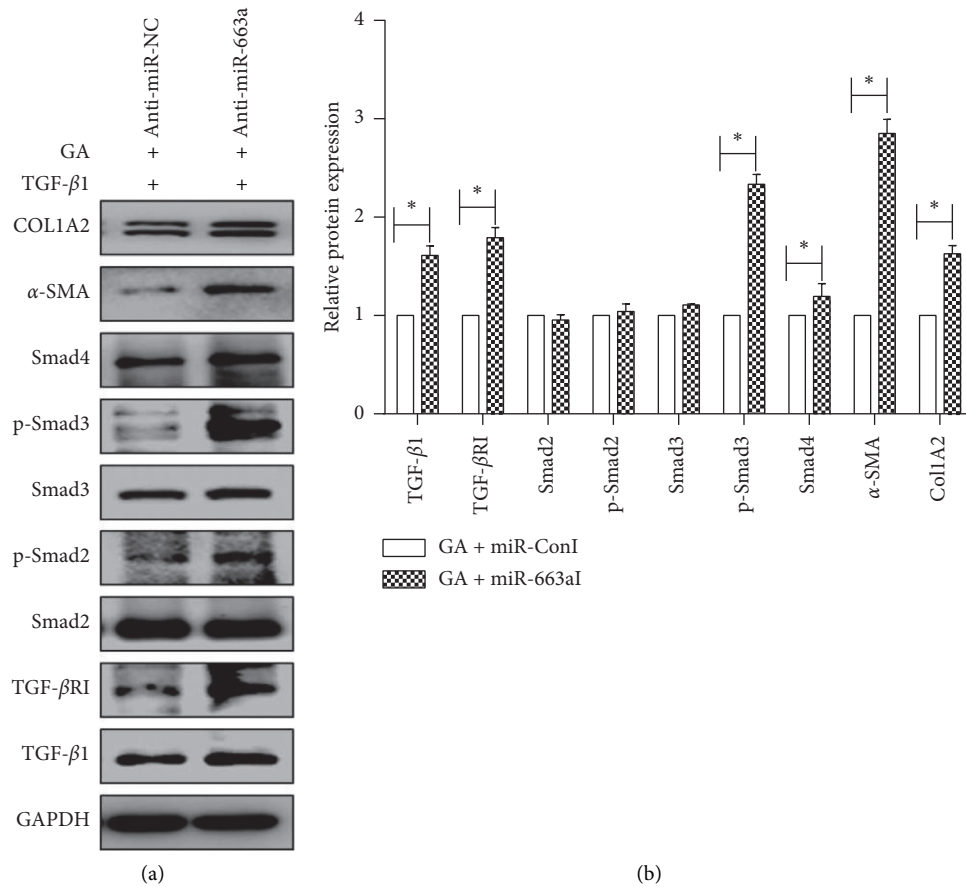 Anti-miR-NC
Anti-miR-663a
GA + +
TGF-β1 + +
COL1A2
α-SMA
Smad4
p-Smad3
Smad3
p-Smad2
Smad2
TGF-βRI
TGF-β1
GAPDH
(a)
Relative protein expression
4
3
2
1
0
* * * * * *
TGF-β1
TGF-βRI
Smad2
p-Smad2
Smad3
p-Smad3
Smad4
α-SMA
Col1A2
GA + miR-ConI
GA + miR-663aI
(b)